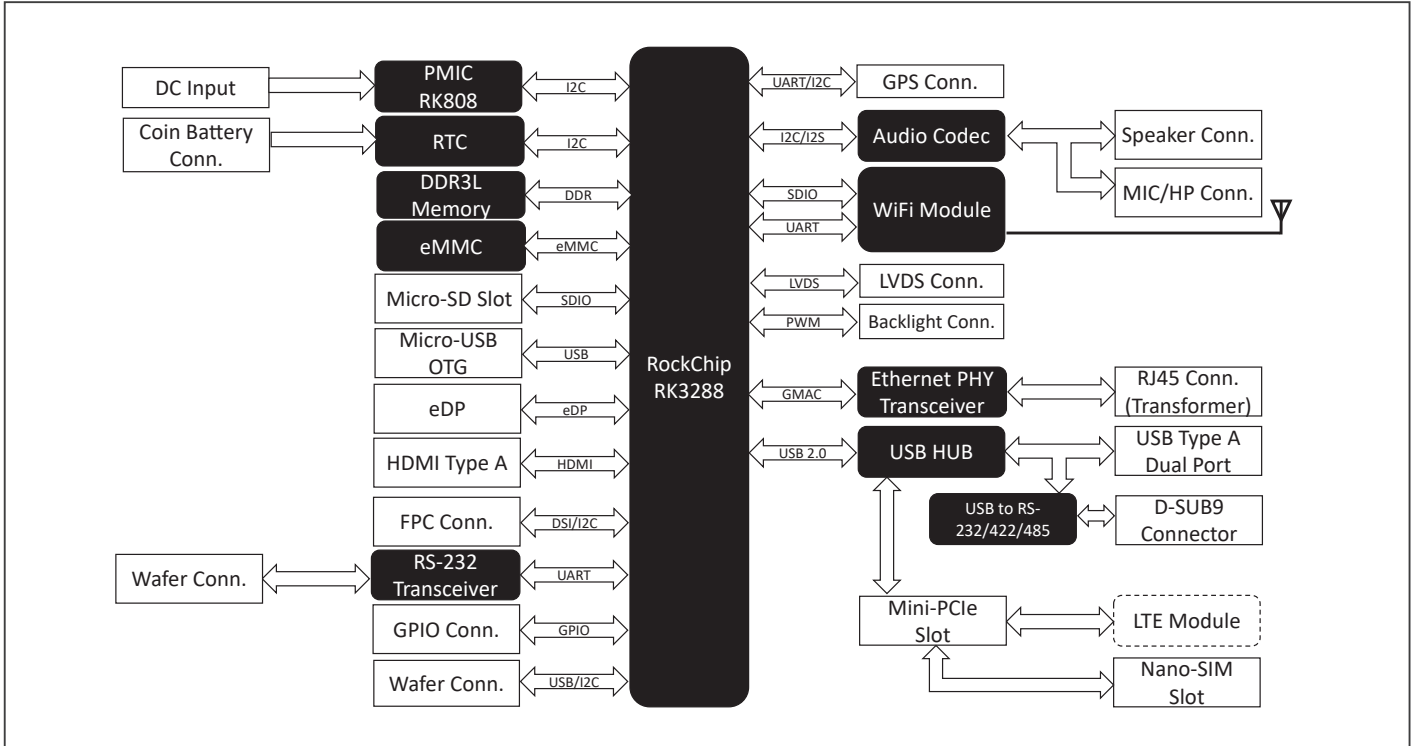 DC Input
PMIC
RK808
I2C
Coin Battery
Conn.
RTC
I2C
DDR3L
Memory
DDR
eMMC
eMMC
Micro-SD Slot
SDIO
Micro-USB
OTG
USB
eDP
eDP
HDMI Type A
HDMI
FPC Conn.
DSI/I2C
Wafer Conn.
RS-232
Transceiver
UART
GPIO Conn.
GPIO
Wafer Conn.
USB/I2C
RockChip
RK3288
UART/I2C
GPS Conn.
I2C/I2S
Audio Codec
Speaker Conn.
MIC/HP Conn.
SDIO
UART
WiFi Module
LVDS
LVDS Conn.
PWM
Backlight Conn.
GMAC
Ethernet PHY
Transceiver
RJ45 Conn.
(Transformer)
USB 2.0
USB HUB
USB Type A
Dual Port
USB to RS-
232/422/485
D-SUB9
Connector
Mini-PCIe
Slot
LTE Module
Nano-SIM
Slot